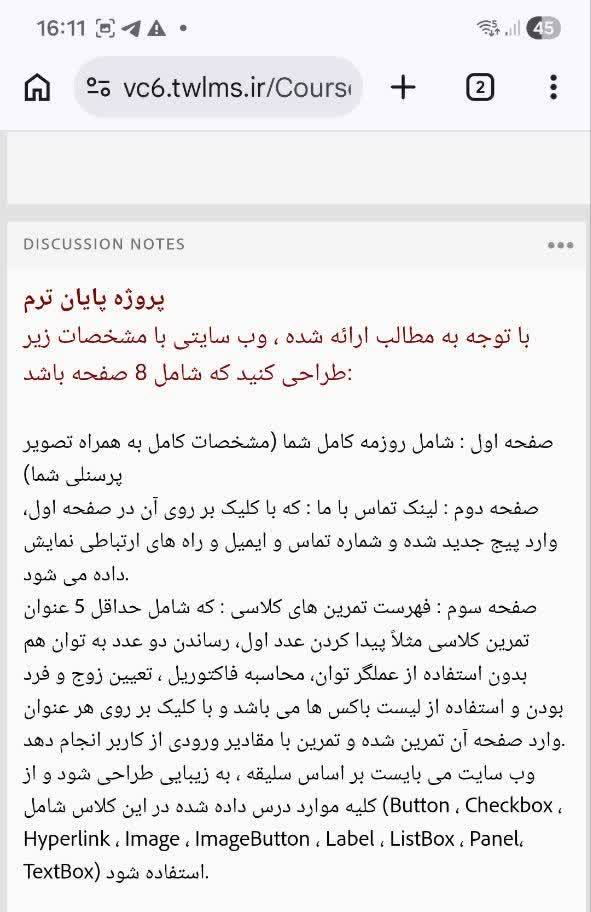 16:11
45
vc6.twlms.ir/Cours
2
DISCUSSION NOTES
پروژه پایان ترم
با توجه به مطالب ارائه شده ، وب سایتی با مشخصات زیر
طراحی کنید که شامل 8 صفحه باشد:
صفحه اول : شامل روزمه کامل شما (مشخصات کامل به همراه تصویر
پرسنلی شما)
صفحه دوم : لینک تماس با ما : که با کلیک بر روی آن در صفحه اول،
وارد پیج جدید شده و شماره تماس و ایمیل و راه های ارتباطی نمایش
داده می شود.
صفحه سوم : فهرست تمرین های کلاسی : که شامل حداقل 5 عنوان
تمرین کلاسی مثلاً پیدا کردن عدد اول، رساندن دو عدد به توان هم
بدون استفاده از عملگر توان، محاسبه فاکتوریل ، تعیین زوج و فرد
بودن و استفاده از لیست باکس ها می باشد و با کلیک بر روی هر عنوان
وارد صفحه آن تمرین شده و تمرین با مقادیر ورودی از کاربر انجام دهد.
وب سایت می بایست بر اساس سلیقه ، به زیبایی طراحی شود و از
کلیه موارد درس داده شده در این کلاس شامل (Button ، Checkbox ،
Hyperlink ، Image ، ImageButton ، Label ، ListBox ، Panel،
TextBox) استفاده شود.